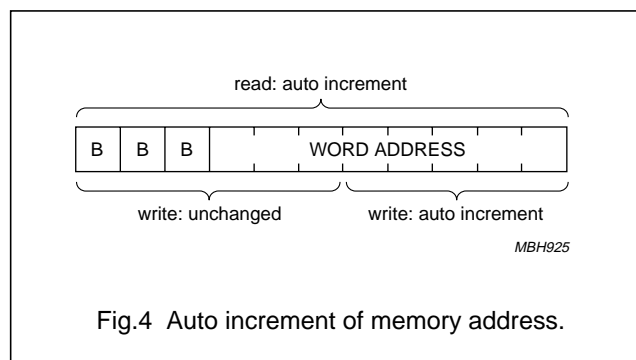 read: auto increment
B B B WORD ADDRESS
write: unchanged write: auto increment
MBH925
Fig.4 Auto increment of memory address.